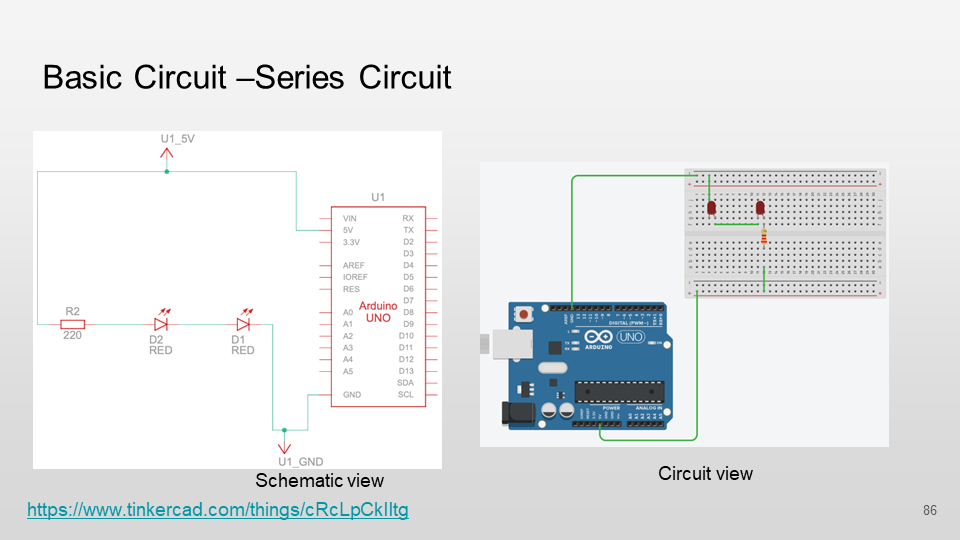 Basic Circuit –Series Circuit
U1_5V
U1
VIN
5V
3.3V
AREF
IOREF
RES
A0
A1
A2
A3
A4
A5
GND
RX
TX
D2
D3
D4
D5
D6
D7
D8
D9
D10
D11
D12
D13
SDA
SCL
Arduino
UNO
R2
220
D2
RED
D1
RED
U1_GND
Schematic view
DIGITAL (PWM~)
UNO
ARDUINO
POWER
ANALOG IN
Circuit view
https://www.tinkercad.com/things/cRcLpCkIltg
86